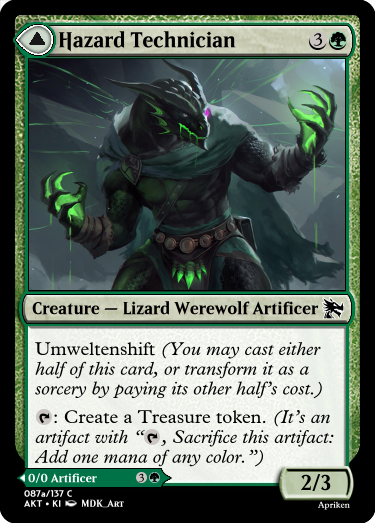 Hazard Technician 3
Creature — Lizard Werewolf Artificer
Umweltenshift (You may cast either
half of this card, or transform it as a
sorcery by paying its other half's cost.)
: Create a Treasure token. (It's an
artifact with “, Sacrifice this artifact:
Add one mana of any color.”)
0/0 Artificer 3
2/3
087a/137 C
AKT • KI MDK_Art
Apriken